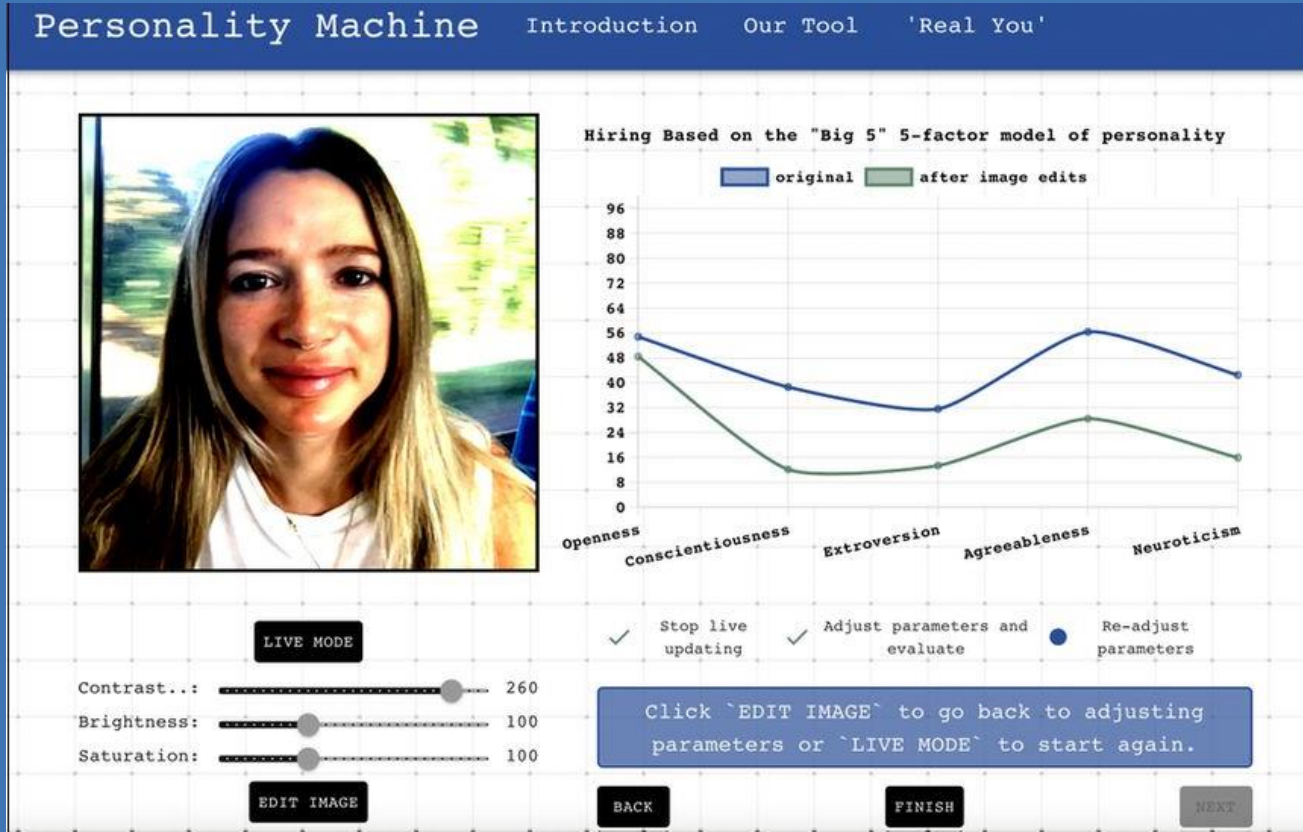 Personality Machine Introduction Our Tool 'Real You'
Hiring Based on the "Big 5" 5-factor model of personality
original after image edits
96
88
80
72
64
56
48
40
32
24
16
8
0
Openness Conscientiousness Extroversion Agreeableness Neuroticism
LIVE MODE
Stop live
updating
Adjust parameters and
evaluate
Re-adjust
parameters
Contrast..: 260
Brightness: 100
Saturation: 100
EDIT IMAGE
Click `EDIT IMAGE` to go back to adjusting
parameters or `LIVE MODE` to start again.
BACK FINISH NEXT